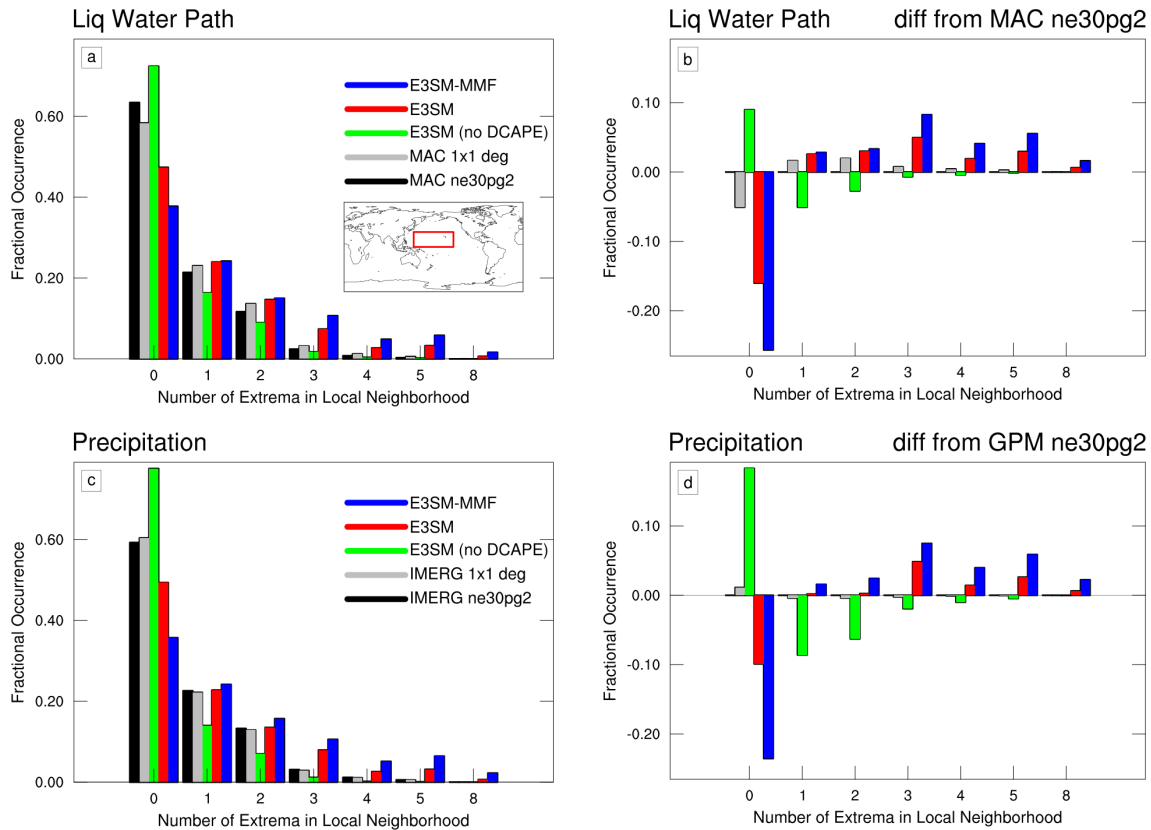 Liq Water Path
a
Fractional Occurrence
0.60
0.40
0.20
0.00
E3SM-MMF
E3SM
E3SM (no DCAPE)
MAC 1x1 deg
MAC ne30pg2
0 1 2 3 4 5 8
Number of Extrema in Local Neighborhood
Liq Water Path diff from MAC ne30pg2
b
Fractional Occurrence
0.10
0.00
-0.10
-0.20
0 1 2 3 4 5 8
Number of Extrema in Local Neighborhood
Precipitation
c
Fractional Occurrence
0.60
0.40
0.20
0.00
E3SM-MMF
E3SM
E3SM (no DCAPE)
IMERG 1x1 deg
IMERG ne30pg2
0 1 2 3 4 5 8
Number of Extrema in Local Neighborhood
Precipitation diff from GPM ne30pg2
d
Fractional Occurrence
0.10
0.00
-0.10
-0.20
0 1 2 3 4 5 8
Number of Extrema in Local Neighborhood